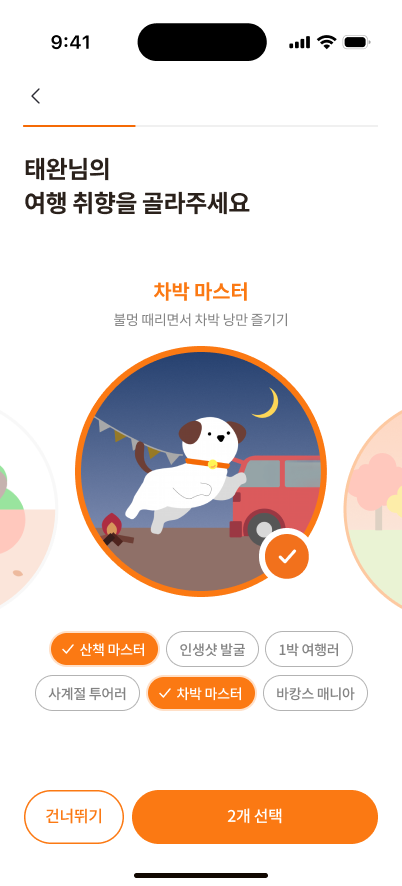 9:41
태완님의
여행 취향을 골라주세요
차박 마스터
불멍 때리면서 차박 낭만 즐기기
산책 마스터 인생샷 발굴 1박 여행러
사계절 투어러 차박 마스터 바캉스 매니아
건너뛰기 2개 선택